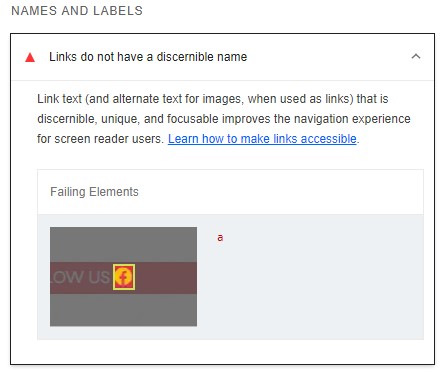 NAMES AND LABELS
Links do not have a discernible name
Link text (and alternate text for images, when used as links) that is
discernible, unique, and focusable improves the navigation experience
for screen reader users. Learn how to make links accessible.
Failing Elements
LOW US f
a